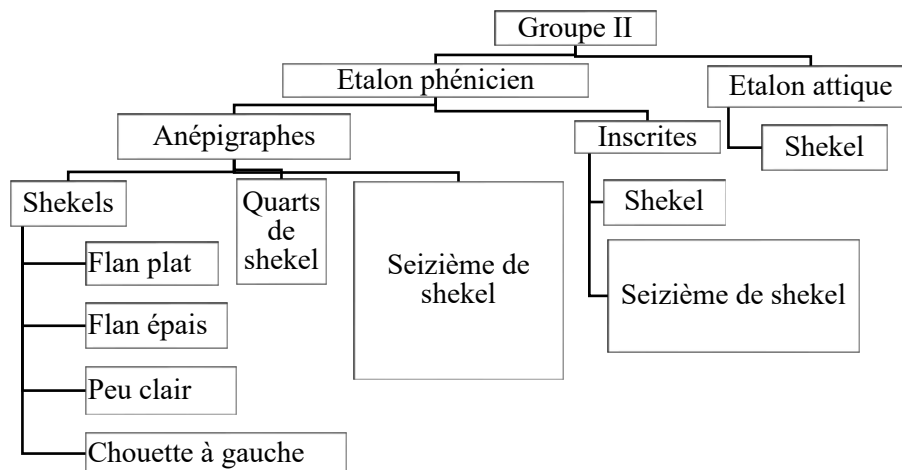 Groupe II
Etalon phénicien
Etalon attique
Anépigraphes
Inscrites
Shekel
Shekels
Quarts
de
shekel
Seizième de
shekel
Shekel
Seizième de shekel
Flan plat
Flan épais
Peu clair
Chouette à gauche